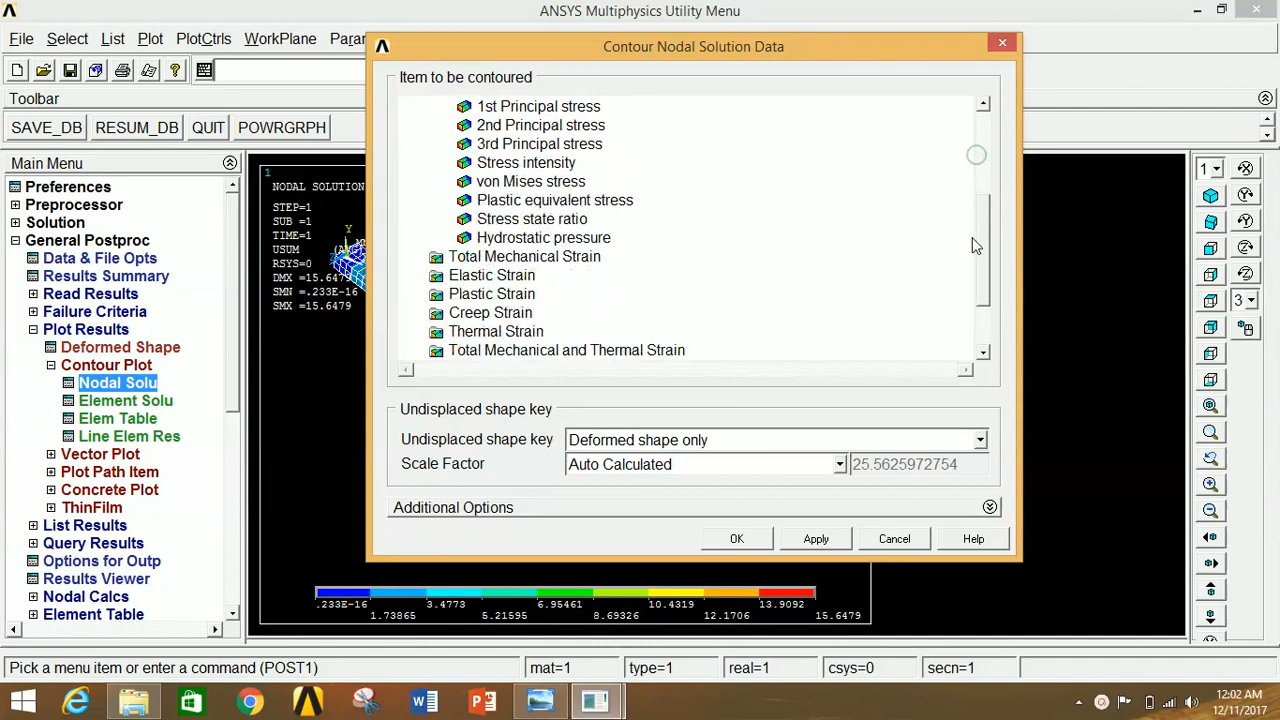 ANSYS Multiphysics Utility Menu
File Select List Plot PlotCtrls WorkPlane Para
Contour Nodal Solution Data
Toolbar
SAVE_DB RESUM_DB QUIT POWRGRPH
Main Menu
Preferences
Preprocessor
Solution
General Postproc
Data & File Opts
Results Summary
Read Results
Failure Criteria
Plot Results
Deformed Shape
Contour Plot
Nodal Solu
Element Solu
Elem Table
Line Elem Res
Vector Plot
Plot Path Item
Concrete Plot
ThinFilm
List Results
Query Results
Options for Outp
Results Viewer
Nodal Calcs
Element Table
1
NODAL SOLUTION
STEP=1
SUB =1
TIME=1
USUM
RSYS=0
DMX =15.6479
SMN =.233E-16
SMX =15.6479
Y
Item to be contoured
1st Principal stress
2nd Principal stress
3rd Principal stress
Stress intensity
von Mises stress
Plastic equivalent stress
Stress state ratio
Hydrostatic pressure
Total Mechanical Strain
Elastic Strain
Plastic Strain
Creep Strain
Thermal Strain
Total Mechanical and Thermal Strain
Undisplaced shape key
Undisplaced shape key Deformed shape only
Scale Factor Auto Calculated 25.5625972754
Additional Options
OK Apply Cancel Help
.233E-16 3.4773 6.95461 10.4319 13.9092
1.73865 5.21595 8.69326 12.1706 15.6479
1
3
Pick a menu item or enter a command (POST1) mat=1 type=1 real=1 csys=0 secn=1
12:02 AM
12/11/2017